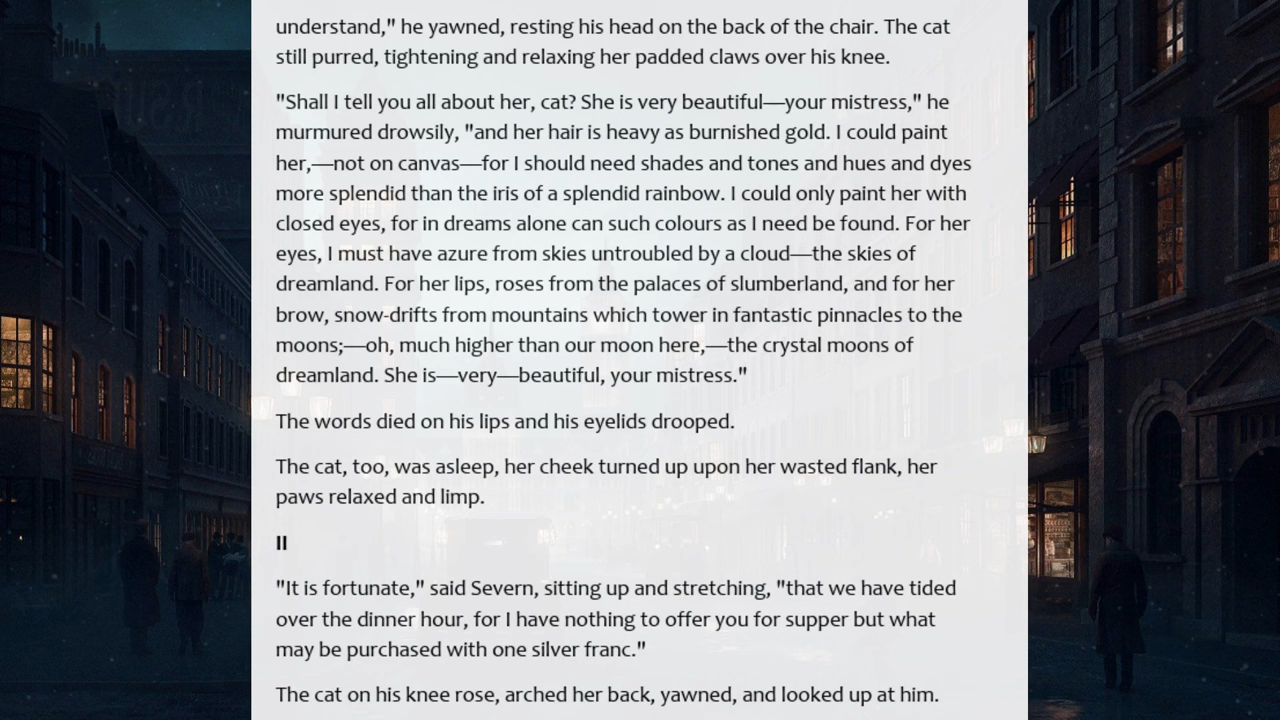 understand," he yawned, resting his head on the back of the chair. The cat
still purred, tightening and relaxing her padded claws over his knee.
"Shall I tell you all about her, cat? She is very beautiful—your mistress," he
murmured drowsily, "and her hair is heavy as burnished gold. I could paint
her,—not on canvas—for I should need shades and tones and hues and dyes
more splendid than the iris of a splendid rainbow. I could only paint her with
closed eyes, for in dreams alone can such colours as I need be found. For her
eyes, I must have azure from skies untroubled by a cloud—the skies of
dreamland. For her lips, roses from the palaces of slumberland, and for her
brow, snow-drifts from mountains which tower in fantastic pinnacles to the
moons;—oh, much higher than our moon here,—the crystal moons of
dreamland. She is—very—beautiful, your mistress."
The words died on his lips and his eyelids drooped.
The cat, too, was asleep, her cheek turned up upon her wasted flank, her
paws relaxed and limp.
II
"It is fortunate," said Severn, sitting up and stretching, "that we have tided
over the dinner hour, for I have nothing to offer you for supper but what
may be purchased with one silver franc."
The cat on his knee rose, arched her back, yawned, and looked up at him.